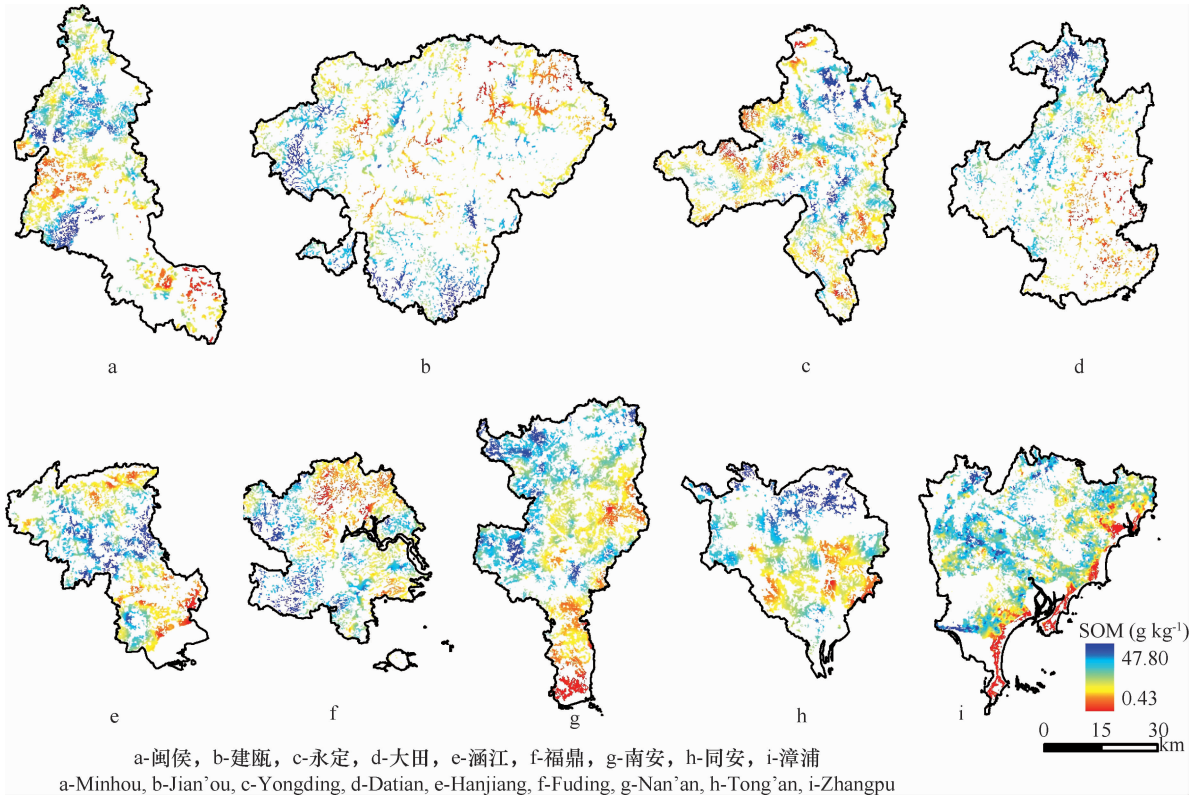 a
b
c
d
e
f
g
h
i
SOM (g kg⁻¹)
47.80
0.43
0 15 30
km
a-闽侯，b-建瓯，c-永定，d-大田，e-涵江，f-福鼎，g-南安，h-同安，i-漳浦
a-Minhou, b-Jian'ou, c-Yongding, d-Datian, e-Hanjiang, f-Fuding, g-Nan'an, h-Tong'an, i-Zhangpu